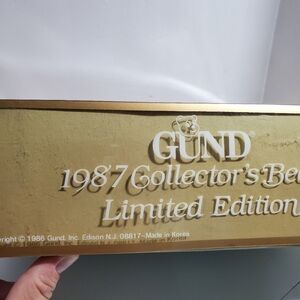 GUND®
1987 Collector's Bea
Limited Edition
right © 1986 Gund, Inc. Edison N.J. 08817-Made in Korea